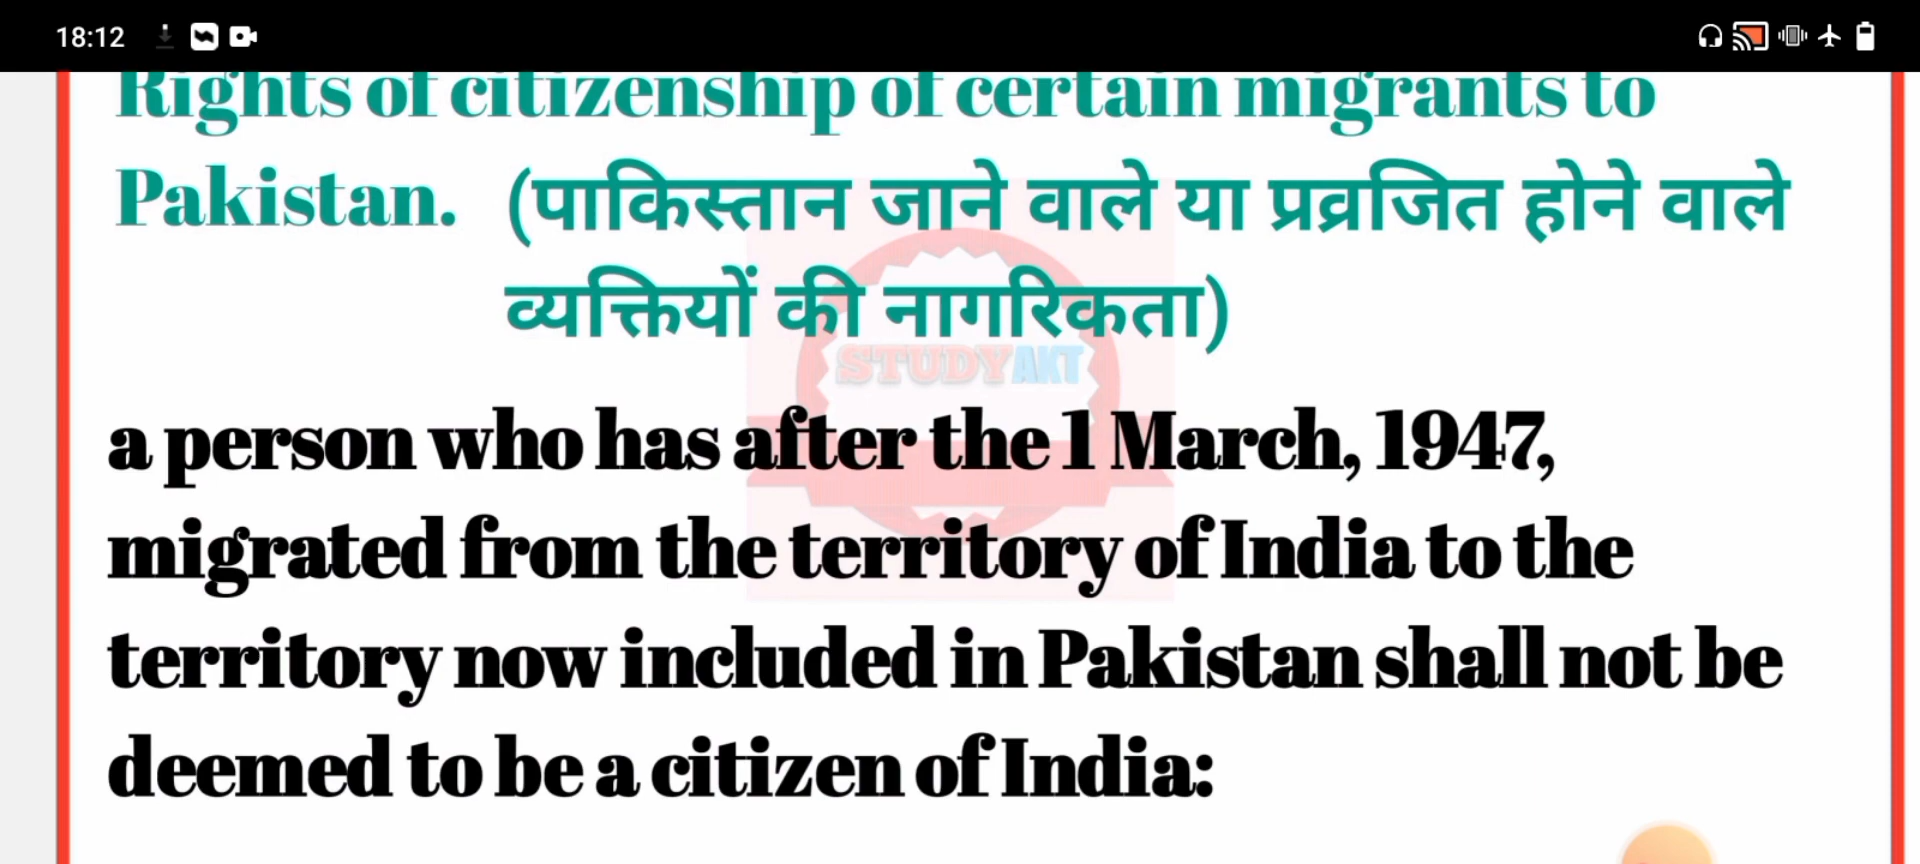 18:12
Rights of citizenship of certain migrants to
Pakistan. (पाकिस्तान जाने वाले या प्रव्रजित होने वाले
व्यक्तियों की नागरिकता)
STUDYAKT
a person who has after the 1 March, 1947,
migrated from the territory of India to the
territory now included in Pakistan shall not be
deemed to be a citizen of India: